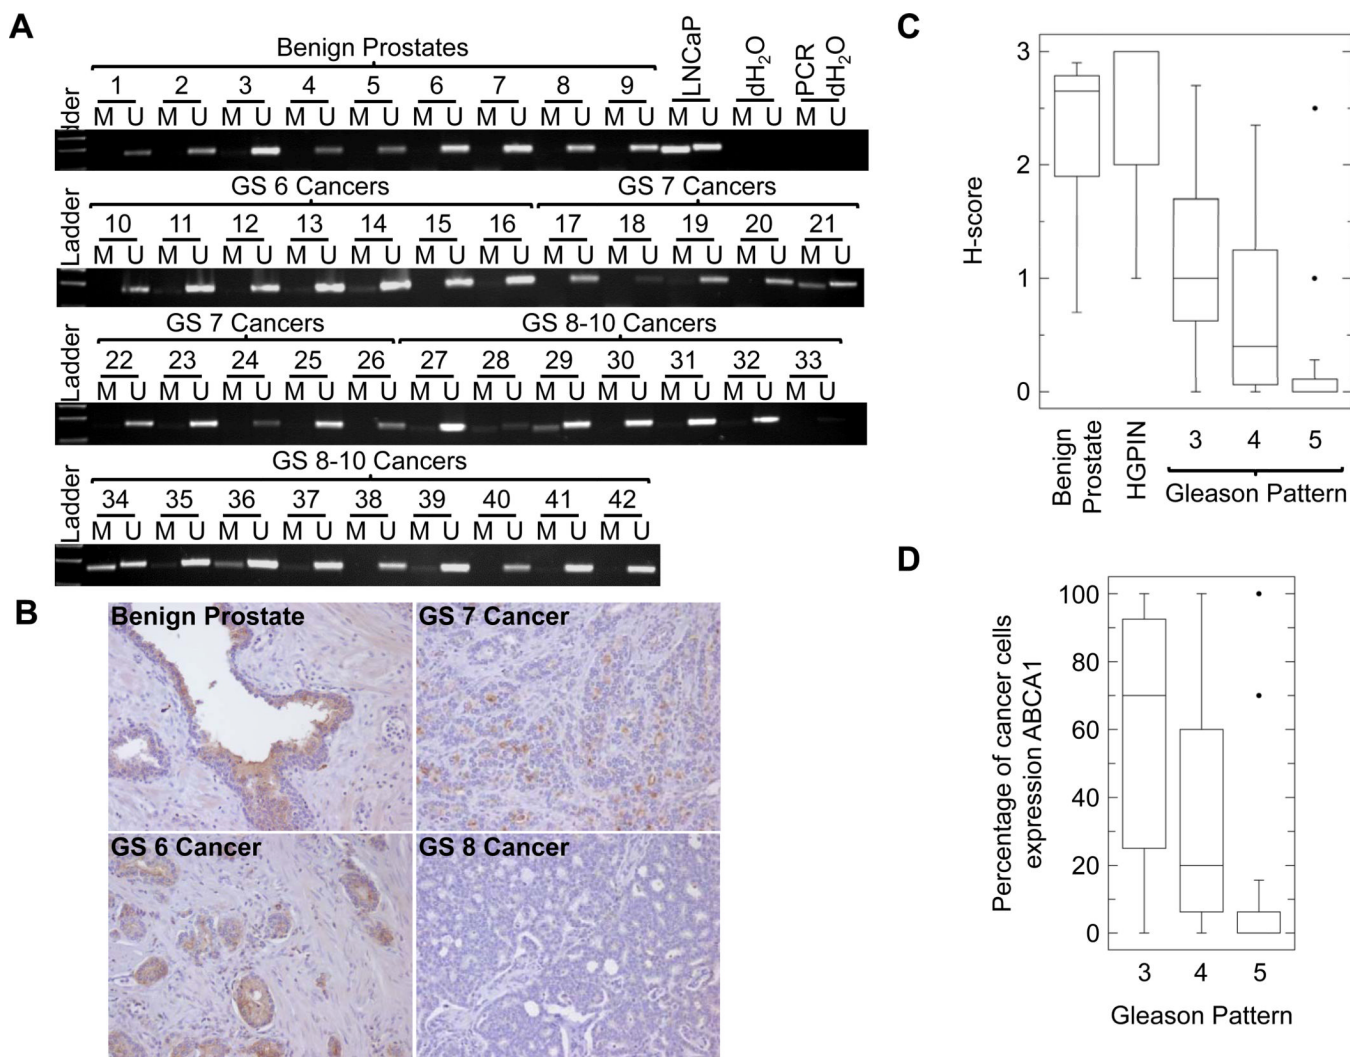 A
Benign Prostates
LNCaP
dH2O
PCR
dH2O
1 2 3 4 5 6 7 8 9
M U M U M U M U M U M U M U M U M U M U M U M U
GS 6 Cancers GS 7 Cancers
Ladder
10 11 12 13 14 15 16 17 18 19 20 21
M U M U M U M U M U M U M U M U M U M U M U M U
GS 7 Cancers GS 8-10 Cancers
Ladder
22 23 24 25 26 27 28 29 30 31 32 33
M U M U M U M U M U M U M U M U M U M U M U M U
GS 8-10 Cancers
Ladder
34 35 36 37 38 39 40 41 42
M U M U M U M U M U M U M U M U M U
B
Benign Prostate
GS 7 Cancer
GS 6 Cancer
GS 8 Cancer
C
H-score
3
2
1
0
Benign
Prostate
HGPIN
3 4 5
Gleason Pattern
D
Percentage of cancer cells
expression ABCA1
100
80
60
40
20
0
3 4 5
Gleason Pattern